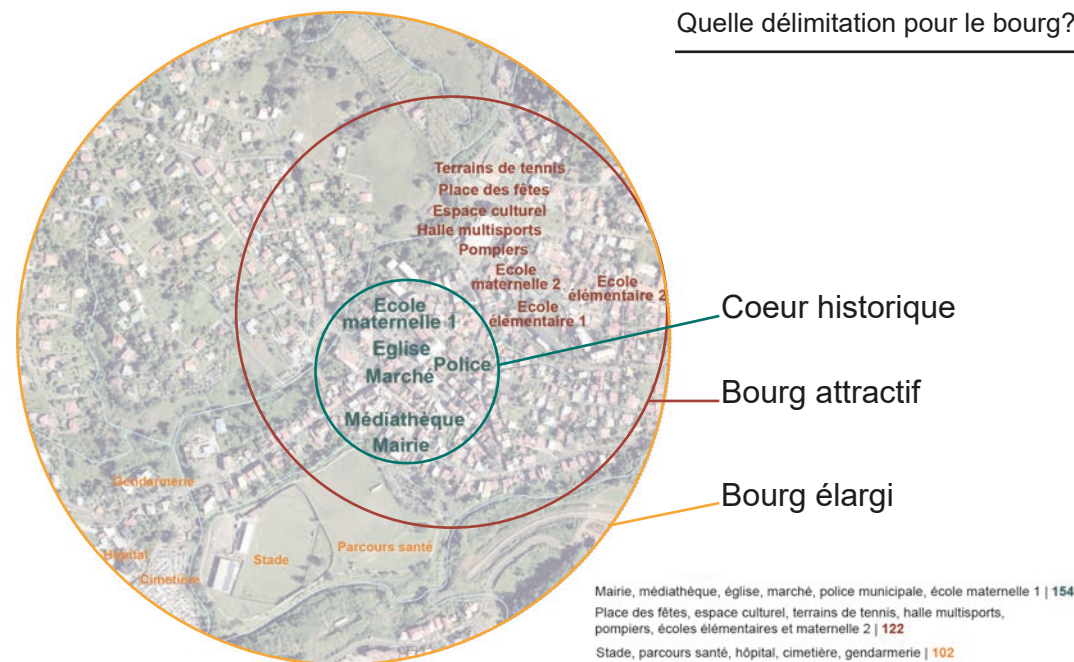 Quelle délimitation pour le bourg?
Terrains de tennis
Place des fêtes
Espace culturel
Halle multisports
Pompiers
Ecole
maternelle 2
Ecole
élémentaire 2
Ecole
élémentaire 1
Ecole
maternelle 1
Eglise
Police
Marché
Médiathèque
Mairie
Coeur historique
Bourg attractif
Bourg élargi
Gendarmerie
Hôpital
Cimetière
Stade
Parcours santé
Mairie, médiathèque, église, marché, police municipale, école maternelle 1 | 154
Place des fêtes, espace culturel, terrains de tennis, halle multisports,
pompiers, écoles élémentaires et maternelle 2 | 122
Stade, parcours santé, hôpital, cimetière, gendarmerie | 102